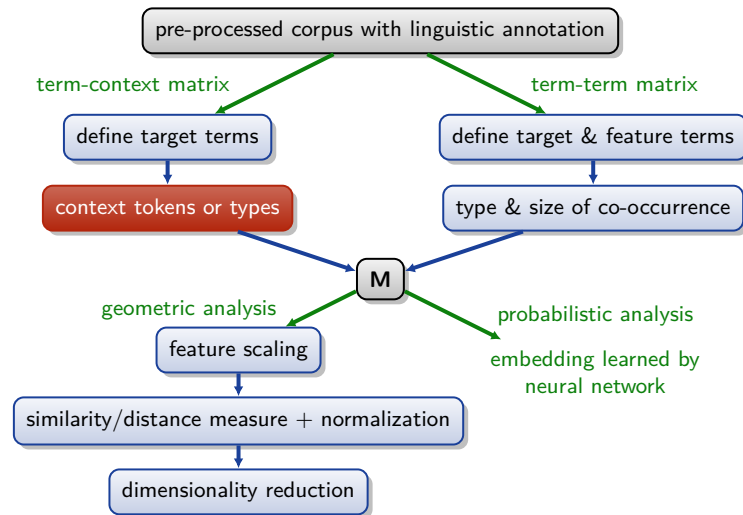 pre-processed corpus with linguistic annotation
term-context matrix
term-term matrix
define target terms
define target & feature terms
context tokens or types
type & size of co-occurrence
M
geometric analysis
probabilistic analysis
feature scaling
embedding learned by
neural network
similarity/distance measure + normalization
dimensionality reduction